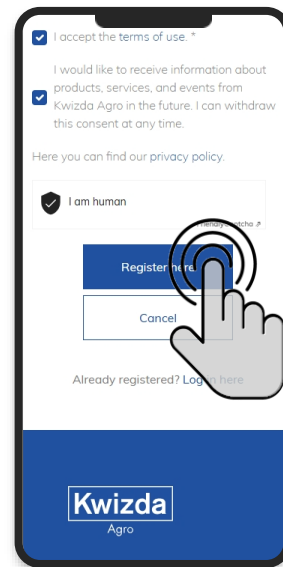 I accept the terms of use. *
I would like to receive information about
products, services, and events from
Kwizda Agro in the future. I can withdraw
this consent at any time.
Here you can find our privacy policy.
I am human
Register here
Cancel
Already registered? Log in here
Kwizda
Agro